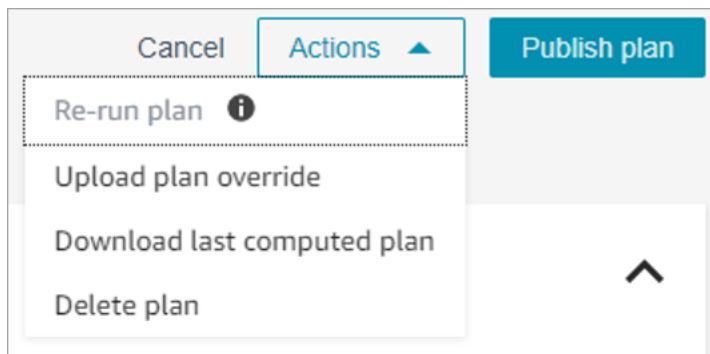 Cancel Actions Publish plan
Re-run plan
Upload plan override
Download last computed plan
Delete plan